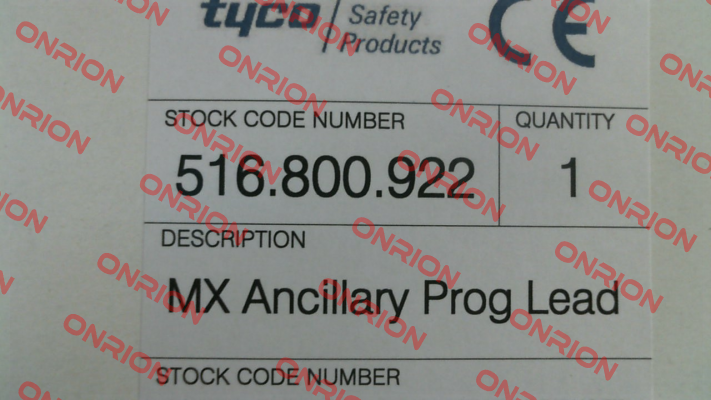 tyco Safety Products CE
STOCK CODE NUMBER QUANTITY
516.800.922 1
DESCRIPTION
MX Ancillary Prog Lead
STOCK CODE NUMBER
ONRION